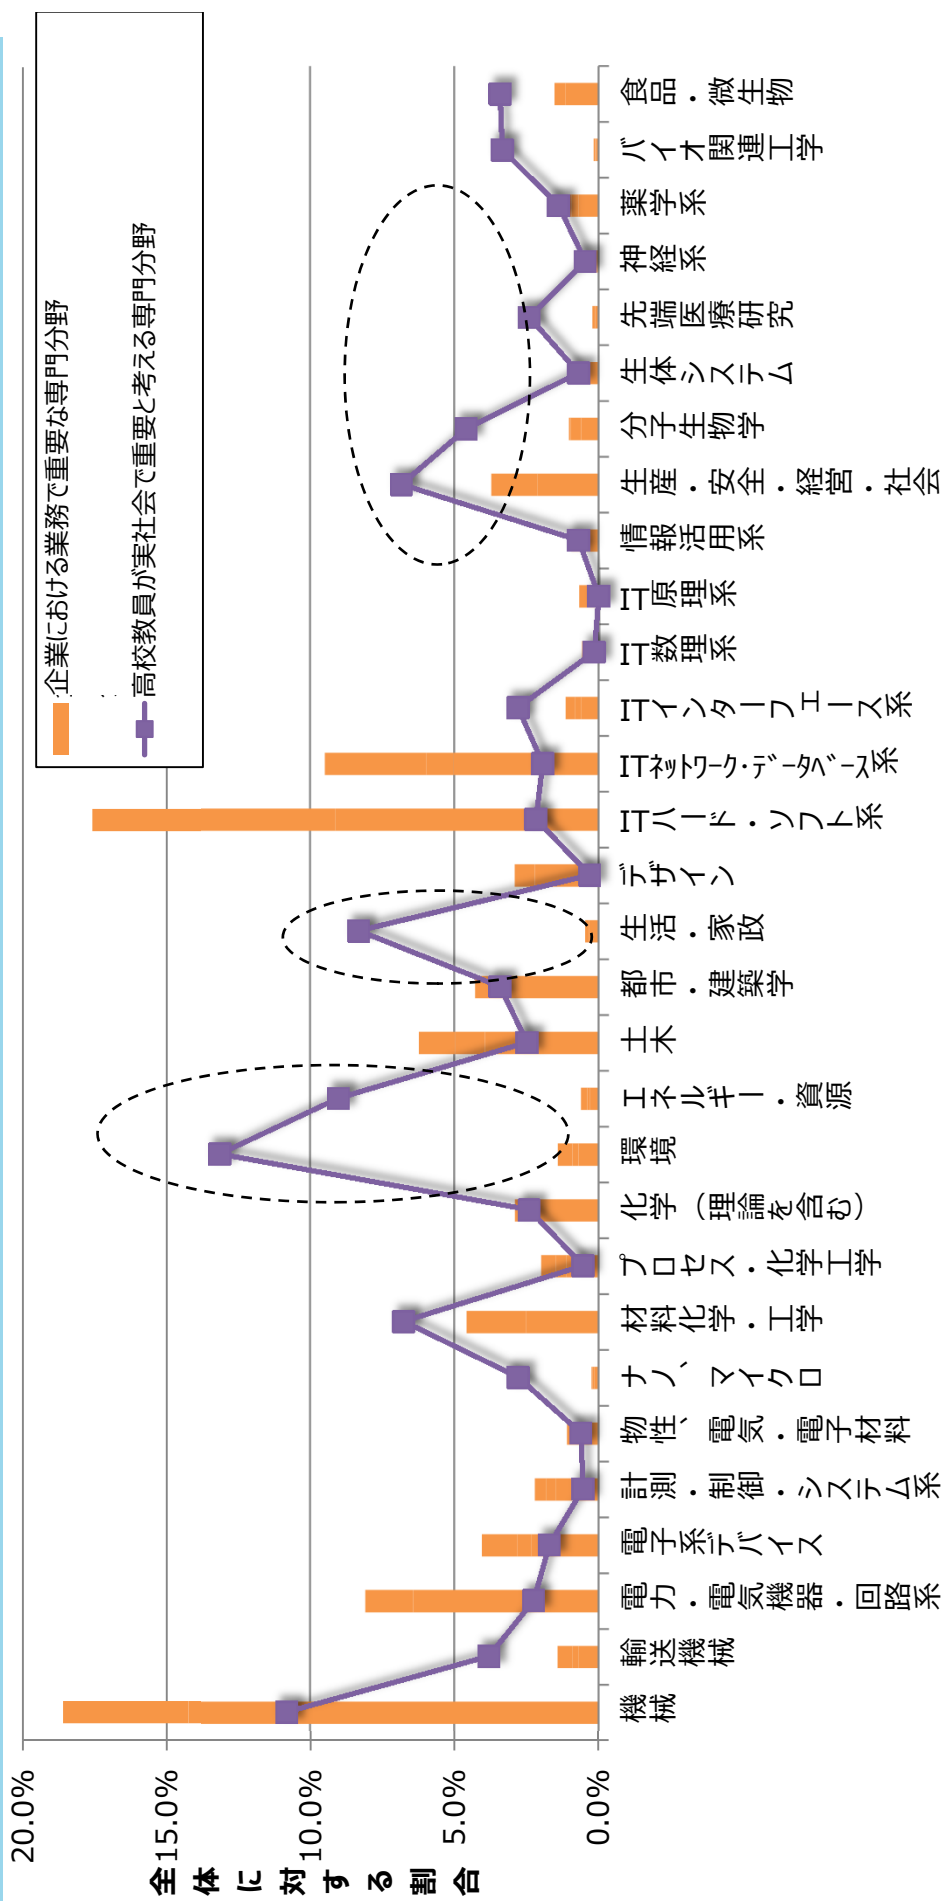 企業における業務で重要な専門分野
高校教員が実社会で重要と考える専門分野
全体に対する割合
20.0%
15.0%
10.0%
5.0%
0.0%
機械
輸送機械
電力・電気機器・回路系
電子系デバイス
計測・制御・システム系
物性、電気・電子材料
ナノ、マイクロ
材料化学・工学
プロセス・化学工学
化学（理論を含む）
環境
エネルギー・資源
土木
都市・建築学
生活・家政
デザイン
ITハード・ソフト系
ITネットワーク・データベース系
ITインターフェース系
IT数理系
IT原理系
情報活用系
生産・安全・経営・社会
分子生物学
生体システム
先端医療研究
神経系
薬学系
バイオ関連工学
食品・微生物